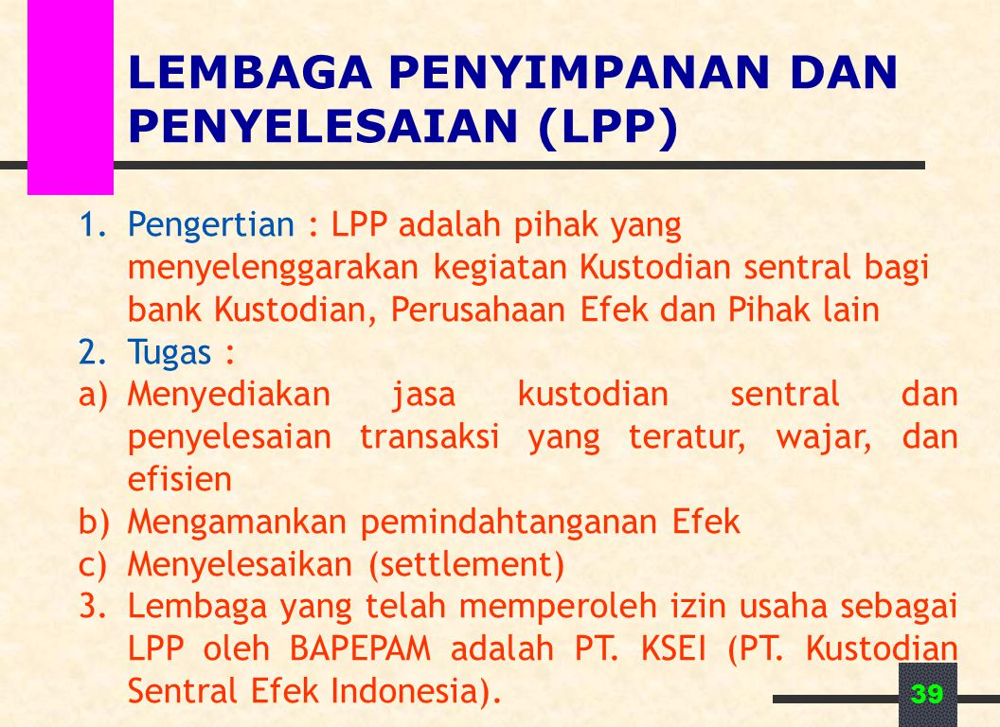 LEMBAGA PENYIMPANAN DAN
PENYELESAIAN (LPP)
1. Pengertian : LPP adalah pihak yang
menyelenggarakan kegiatan Kustodian sentral bagi
bank Kustodian, Perusahaan Efek dan Pihak lain
2. Tugas :
a) Menyediakan jasa kustodian sentral dan
penyelesaian transaksi yang teratur, wajar, dan
efisien
b) Mengamankan pemindahtanganan Efek
c) Menyelesaikan (settlement)
3. Lembaga yang telah memperoleh izin usaha sebagai
LPP oleh BAPEPAM adalah PT. KSEI (PT. Kustodian
Sentral Efek Indonesia).
39